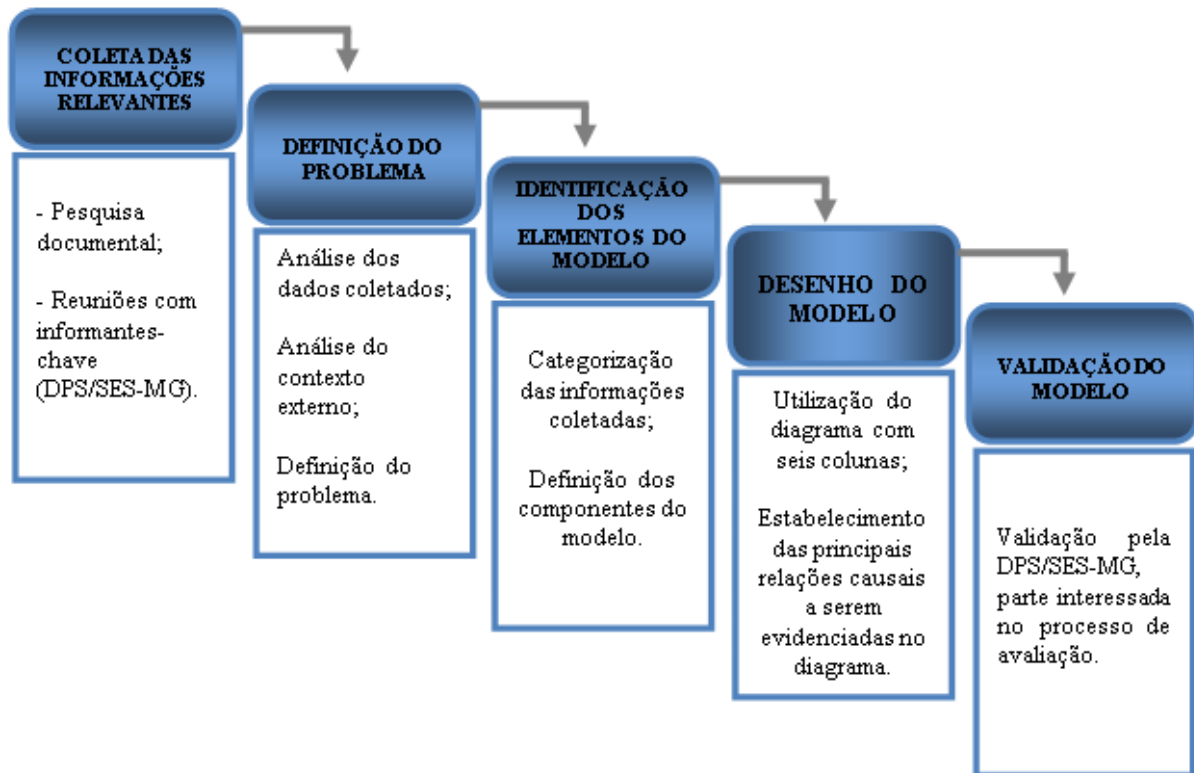 COLETA DAS
INFORMAÇÕES
RELEVANTES
- Pesquisa
documental;
- Reuniões com
informantes-
chave
(DPS/SES-MG).
DEFINIÇÃO DO
PROBLEMA
Análise dos
dados coletados;
Análise do
contexto
externo;
Definição do
problema.
IDENTIFICAÇÃO
DOS
ELEMENTOS DO
MODELO
Categorização
das informações
coletadas;
Definição dos
componentes do
modelo.
DESENHO DO
MODELO
Utilização do
diagrama com
seis colunas;
Estabelecimento
das principais
relações causais
a serem
evidenciadas no
diagrama.
VALIDAÇÃO DO
MODELO
Validação pela
DPS/SES-MG,
parte interessada
no processo de
avaliação.